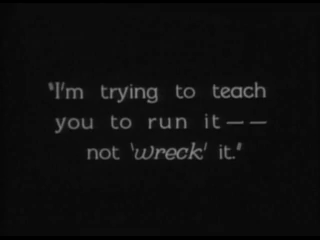 "I'm trying to teach
you to run it——
not 'wreck' it."